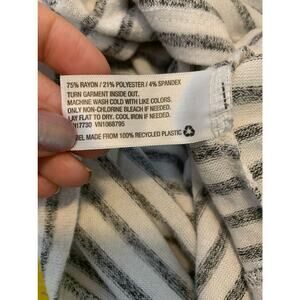 75% RAYON / 21% POLYESTER / 4% SPANDEX
TURN GARMENT INSIDE OUT.
MACHINE WASH COLD WITH LIKE COLORS.
ONLY NON-CHLORINE BLEACH IF NEEDED.
LAY FLAT TO DRY. COOL IRON IF NEEDED.
17730 VN1068795
MADE FROM 100% RECYCLED PLASTIC